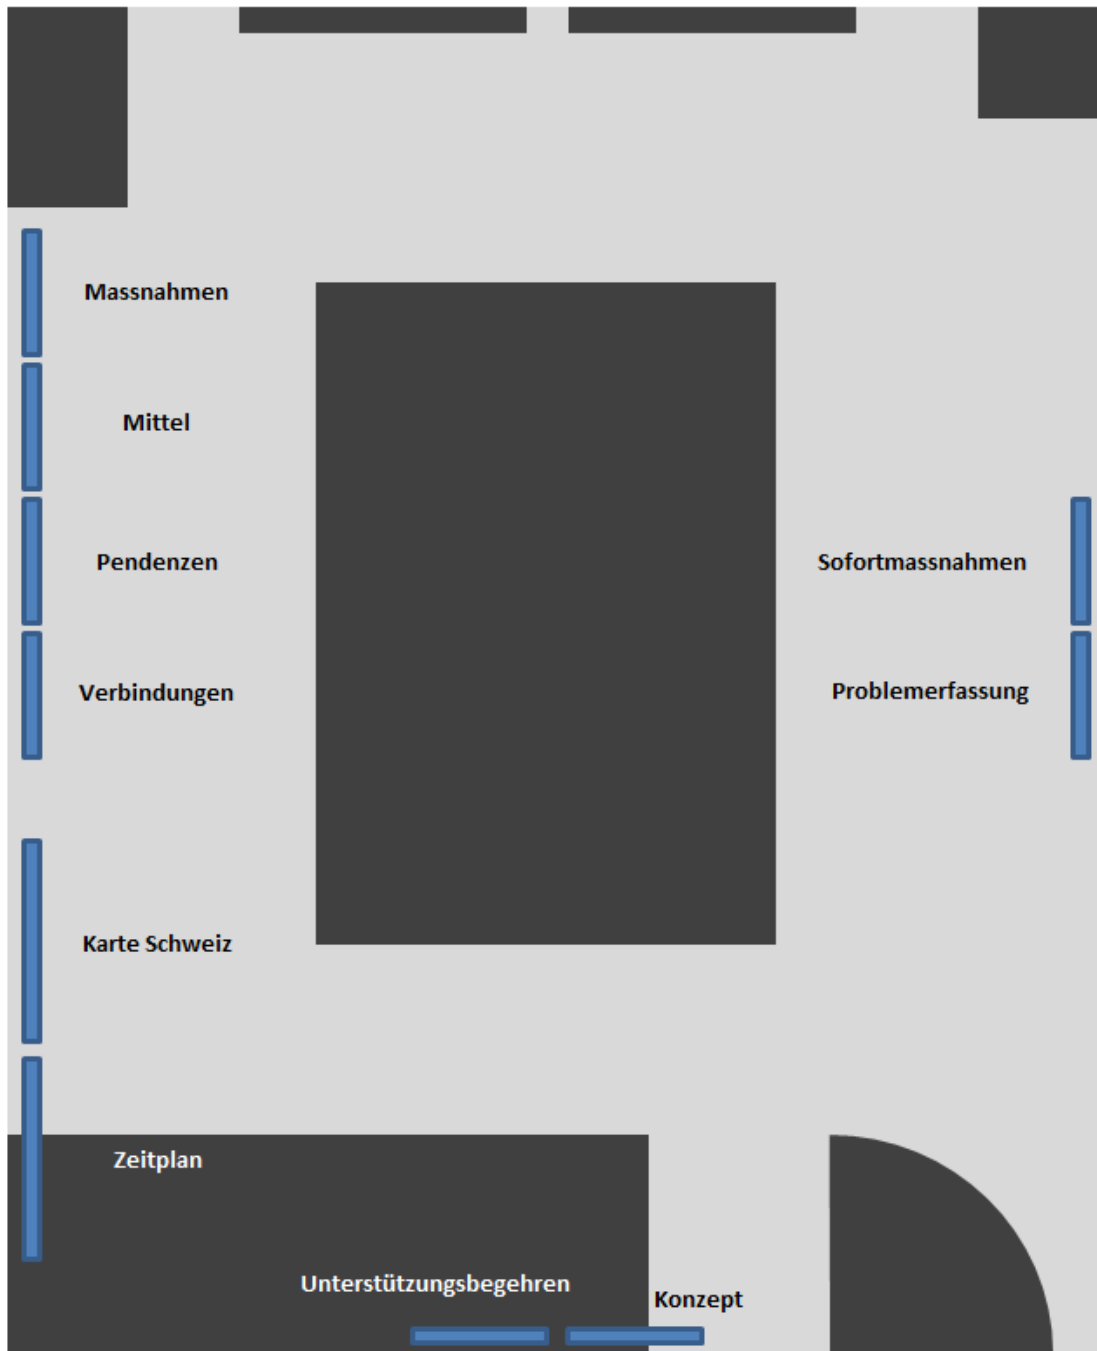 Massnahmen
Mittel
Pendenzen
Sofortmassnahmen
Verbindungen
Problemerfassung
Karte Schweiz
Zeitplan
Unterstützungsbegehren
Konzept